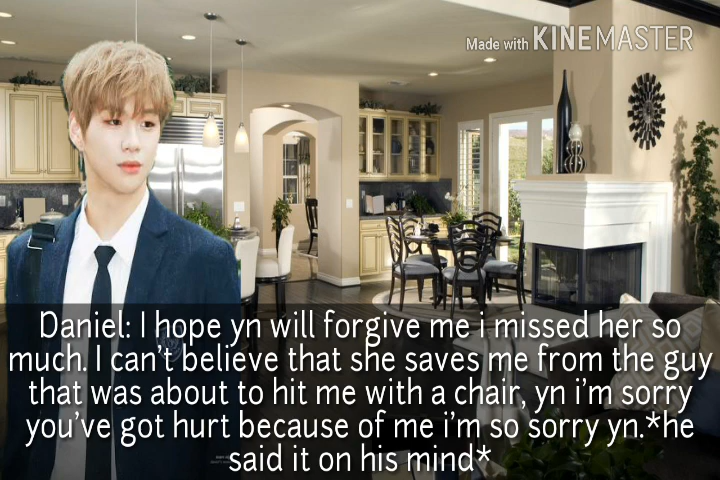 Made with KINEMASTER
Daniel: I hope yn will forgive me i missed her so
much. I can't believe that she saves me from the guy
that was about to hit me with a chair, yn i'm sorry
you've got hurt because of me i'm so sorry yn.*he
said it on his mind*